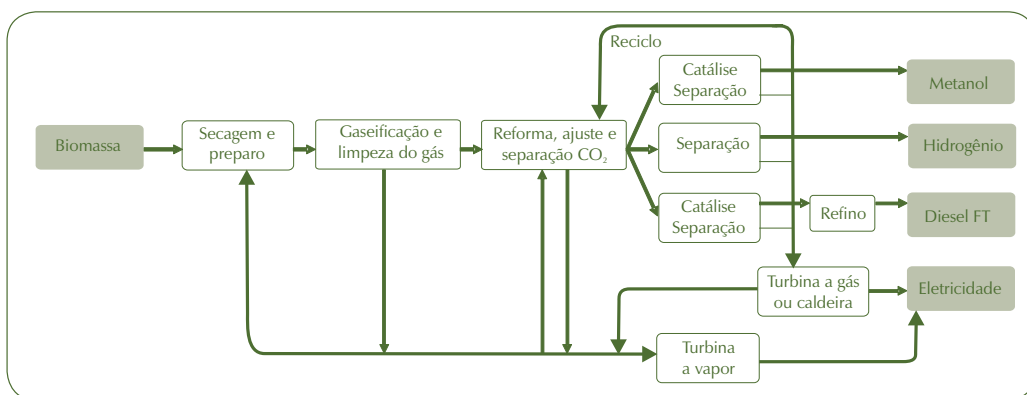 Reciclo
Biomassa
Secagem e
preparo
Gaseificação e
limpeza do gás
Reforma, ajuste e
separação CO₂
Catálise
Separação
Metanol
Separação
Hidrogênio
Catálise
Separação
Refino
Diesel FT
Turbina a gás
ou caldeira
Eletricidade
Turbina
a vapor